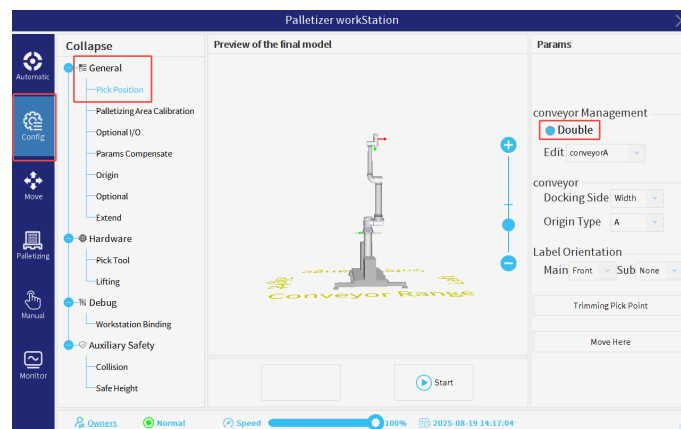 Palletizer workStation
Automatic
Config
Move
Palletizing
Manual
Monitor
Collapse
General
Pick Position
Palletizing Area Calibration
Optional I/O
Params Compensate
Origin
Optional
Extend
Hardware
Pick Tool
Lifting
Debug
Workstation Binding
Auxiliary Safety
Collision
Safe Height
Preview of the final model
Conveyor Range
Start
Params
conveyor Management
Double
Edit conveyorA
conveyor
Docking Side Width
Origin Type A
Label Orientation
Main Front Sub None
Trimming Pick Point
Move Here
Owners Normal Speed 100% 2025-08-19 14:17:04